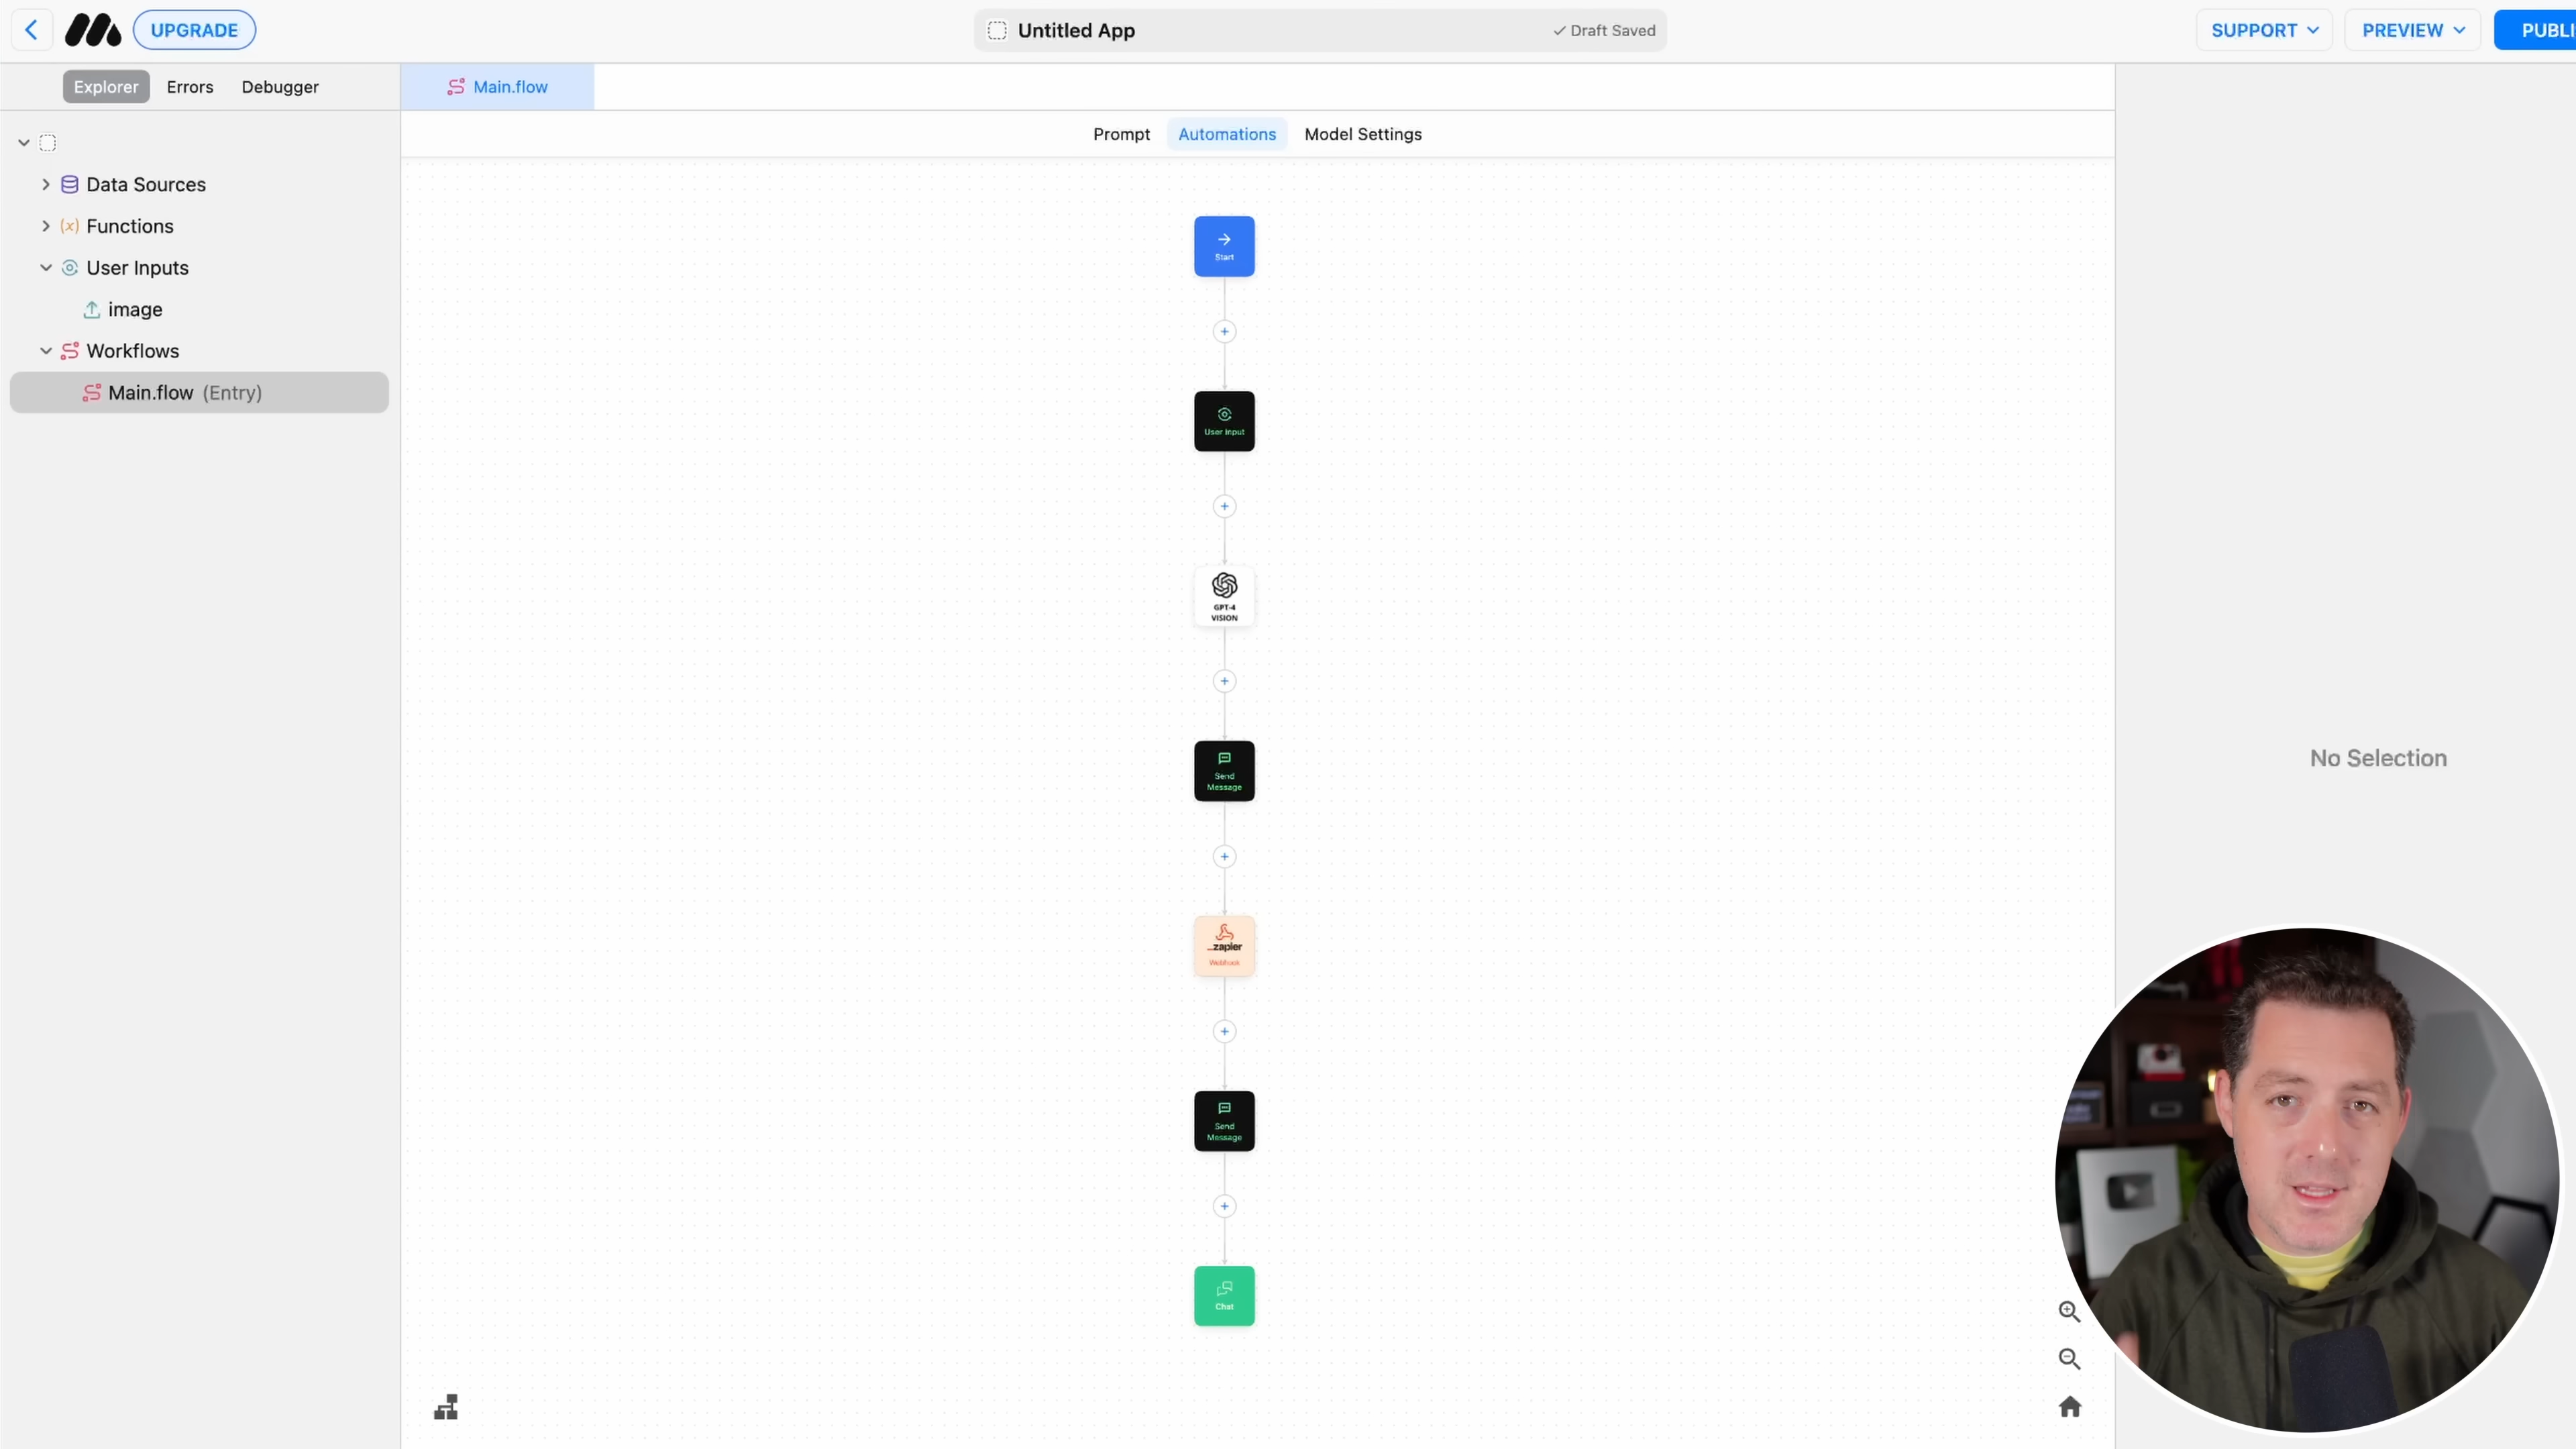 UPGRADE
Untitled App
Draft Saved
SUPPORT
PREVIEW
PUBLI
Explorer
Errors
Debugger
Main.flow
Prompt
Automations
Model Settings
Data Sources
Functions
User Inputs
image
Workflows
Main.flow (Entry)
Start
User Input
GPT-4
VISION
Send
Message
zapier
Webhook
Send
Message
Chat
No Selection